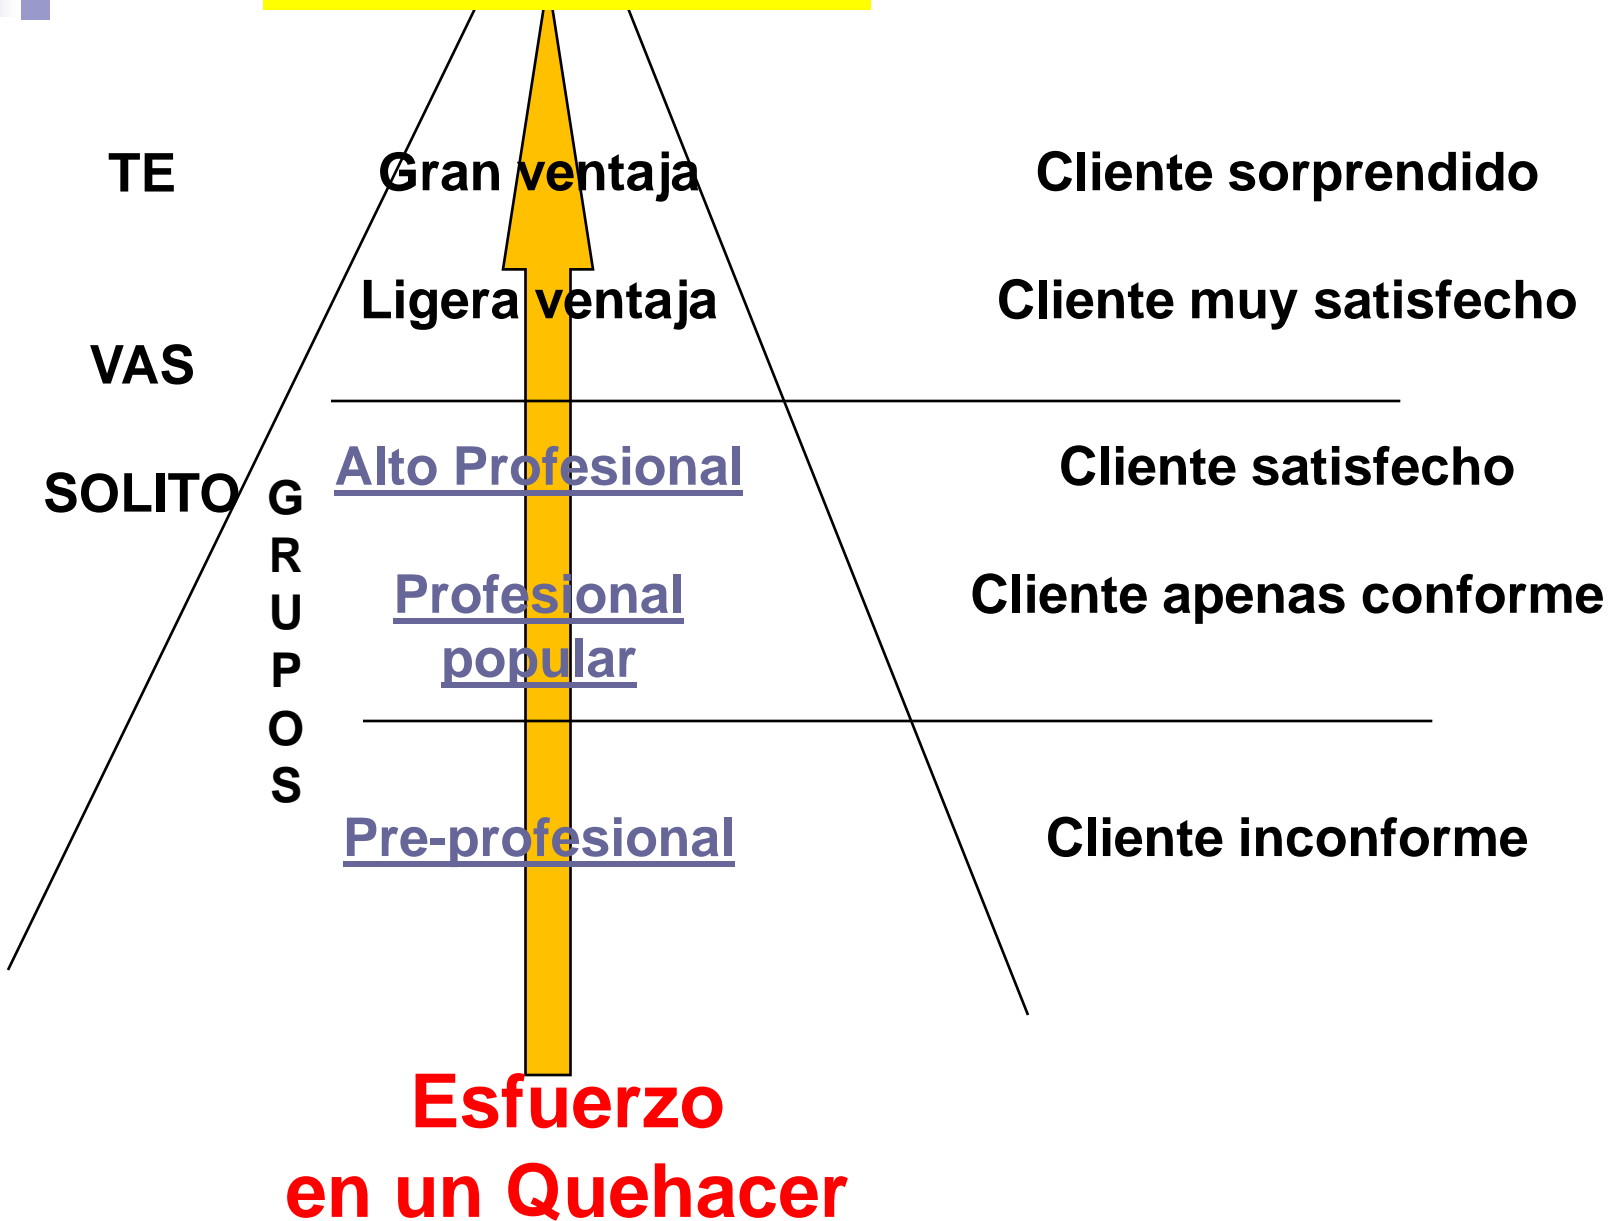 TE
Gran ventaja
Cliente sorprendido
Ligera ventaja
Cliente muy satisfecho
VAS
Alto Profesional
Cliente satisfecho
SOLITO
G
R
U
P
O
S
Profesional
popular
Cliente apenas conforme
Pre-profesional
Cliente inconforme
Esfuerzo
en un Quehacer